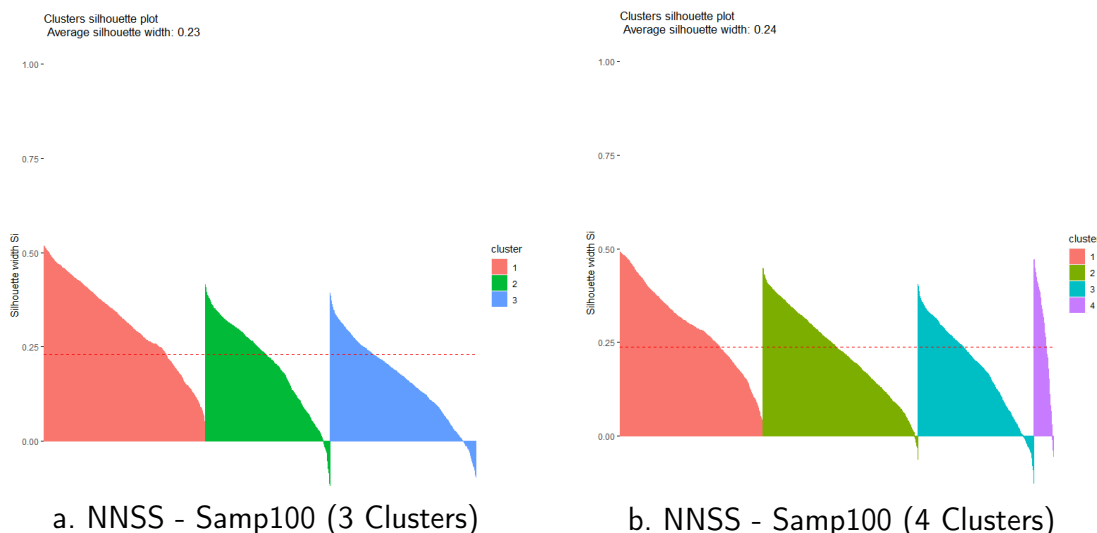 Clusters silhouette plot
Average silhouette width: 0.23
1.00
0.75
0.50
0.25
0.00
Silhouette width Si
cluster
1
2
3
a. NNSS - Samp100 (3 Clusters)
Clusters silhouette plot
Average silhouette width: 0.24
1.00
0.75
0.50
0.25
0.00
Silhouette width Si
cluster
1
2
3
4
b. NNSS - Samp100 (4 Clusters)